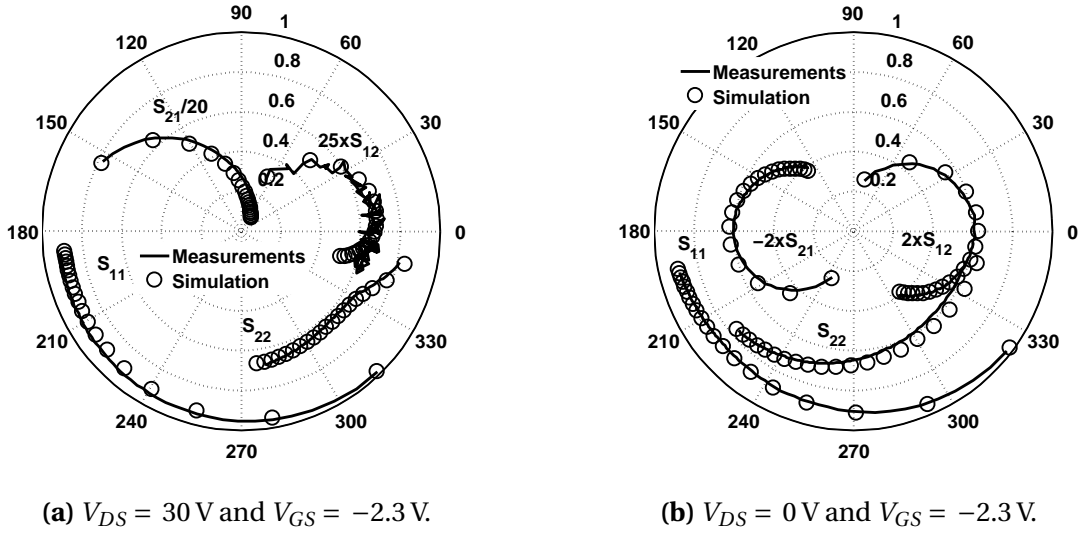 90
1
120
60
0.8
0.6
S21/20
150
0.4
25xS12
30
0.2
180
0
Measurements
Simulation
S11
S22
210
330
240
300
270
(a) VDS = 30 V and VGS = −2.3 V.
90
1
120
60
0.8
Measurements
Simulation
0.6
150
0.4
30
0.2
180
0
S11
−2xS21
2xS12
S22
210
330
240
300
270
(b) VDS = 0 V and VGS = −2.3 V.